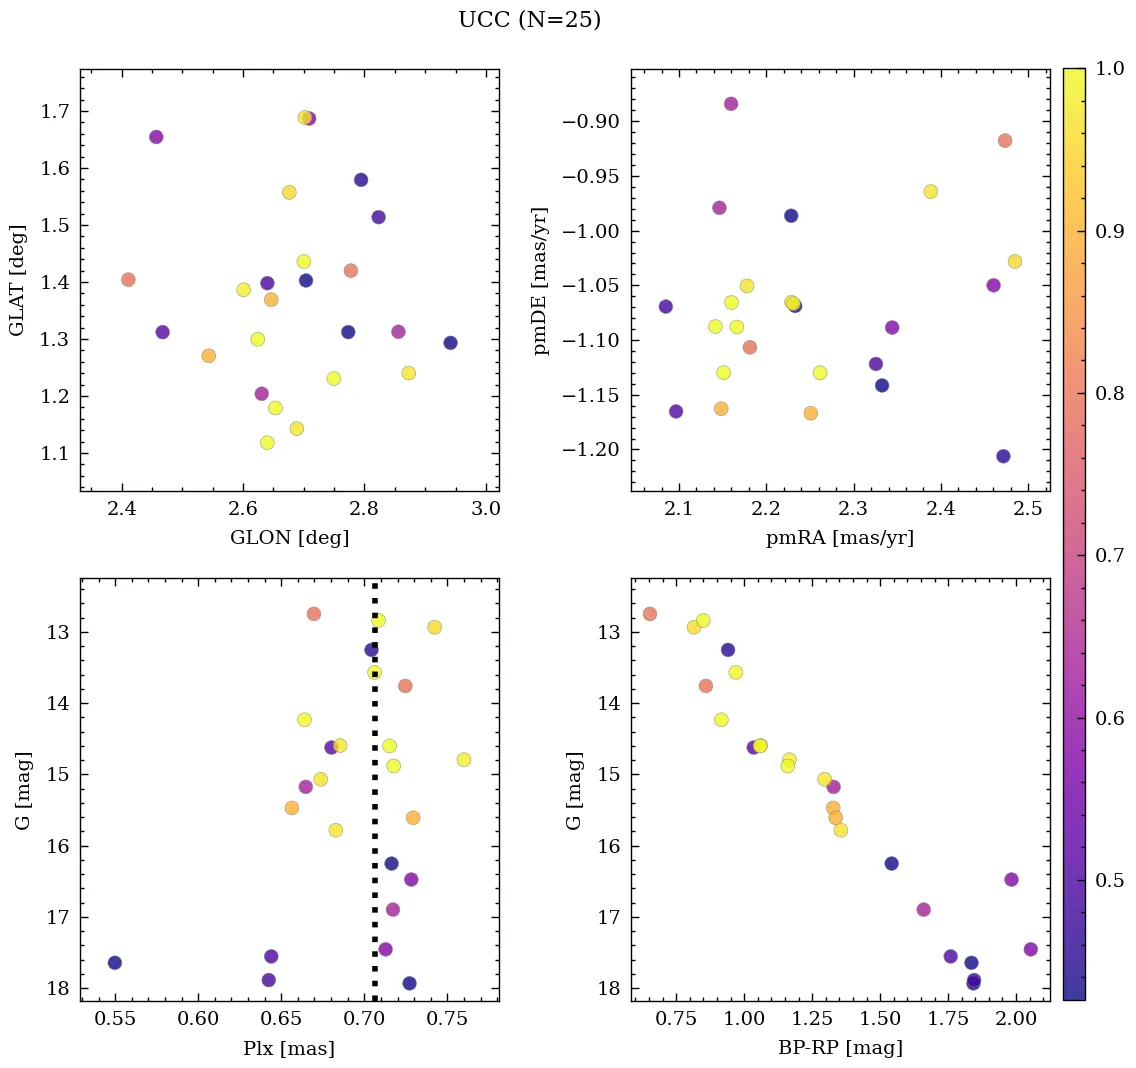 UCC (N=25)
1.7
1.6
1.5
1.4
1.3
1.2
1.1
GLAT [deg]
2.4 2.6 2.8 3.0
GLON [deg]
−0.90
−0.95
−1.00
−1.05
−1.10
−1.15
−1.20
pmDE [mas/yr]
2.1 2.2 2.3 2.4 2.5
pmRA [mas/yr]
1.0
0.9
0.8
0.7
0.6
0.5
13
14
15
16
17
18
G [mag]
0.55 0.60 0.65 0.70 0.75
Plx [mas]
13
14
15
16
17
18
G [mag]
0.75 1.00 1.25 1.50 1.75 2.00
BP-RP [mag]